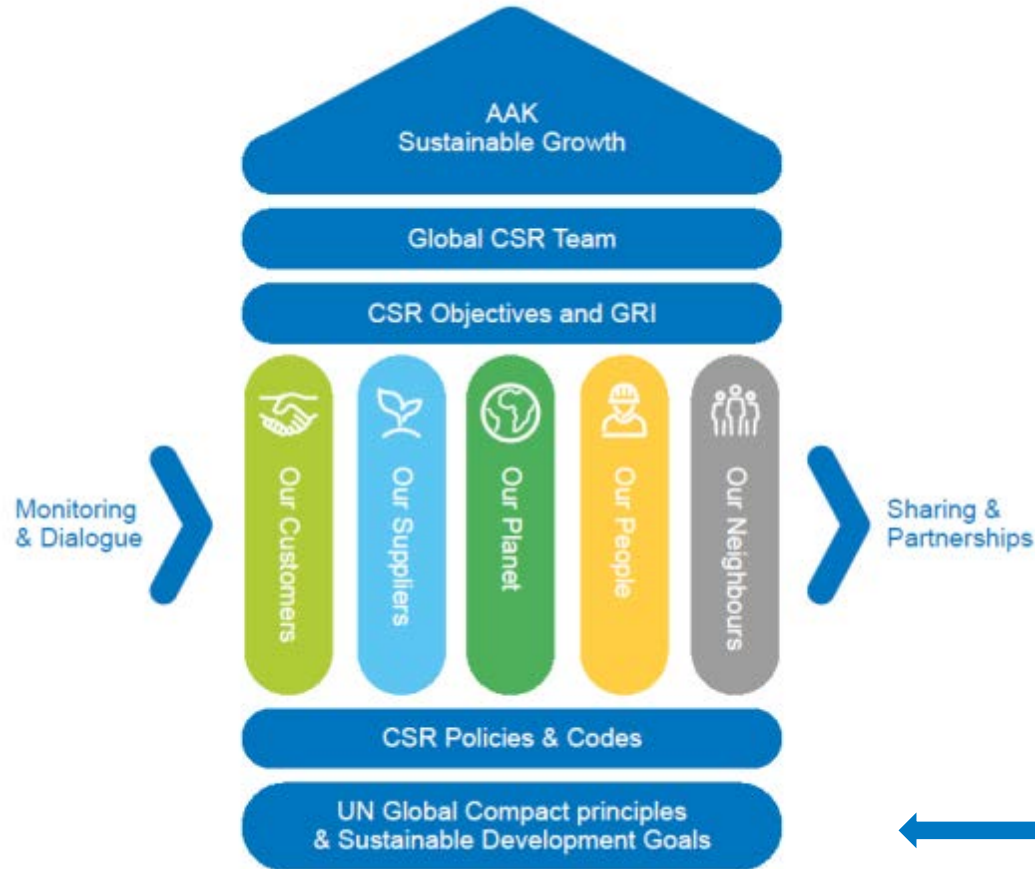 AAK
Sustainable Growth
Global CSR Team
CSR Objectives and GRI
Monitoring
& Dialogue
Our Customers
Our Suppliers
Our Planet
Our People
Our Neighbours
Sharing &
Partnerships
CSR Policies & Codes
UN Global Compact principles
& Sustainable Development Goals